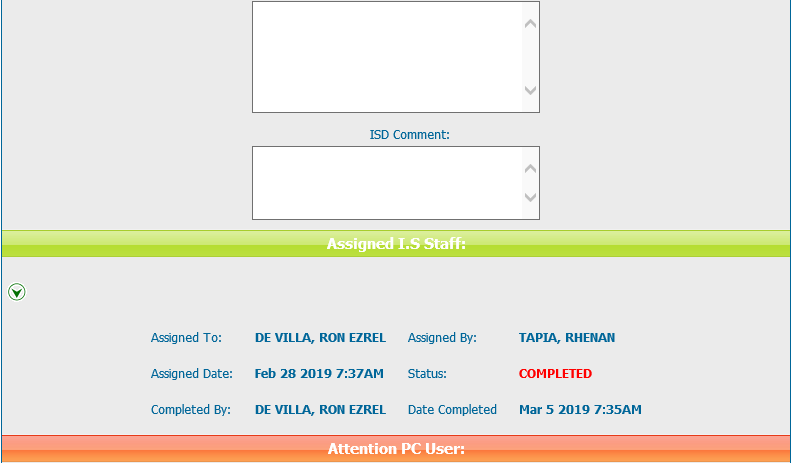 ISD Comment:
Assigned I.S Staff:
Assigned To: DE VILLA, RON EZREL Assigned By: TAPIA, RHENAN
Assigned Date: Feb 28 2019 7:37AM Status: COMPLETED
Completed By: DE VILLA, RON EZREL Date Completed Mar 5 2019 7:35AM
Attention PC User: